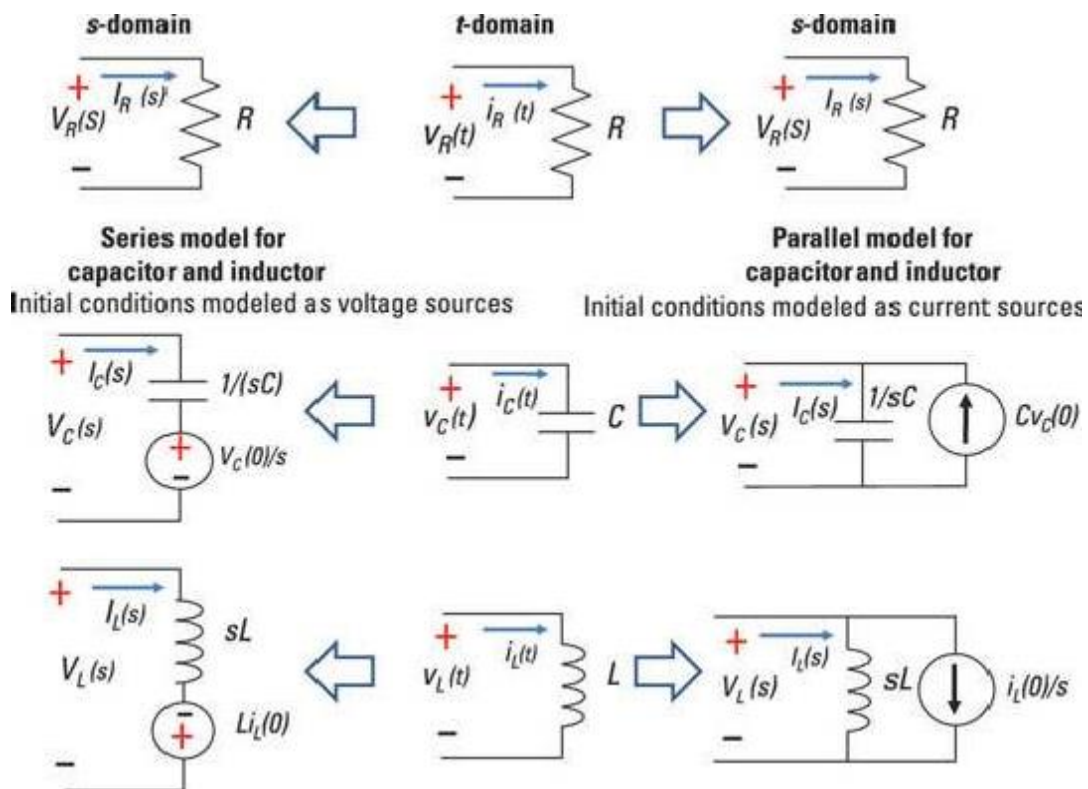 s-domain
t-domain
s-domain
+
I_R(s)
V_R(S)
R
−
+
i_R(t)
v_R(t)
R
−
+
I_R(s)
V_R(S)
R
−
Series model for
capacitor and inductor
Initial conditions modeled as voltage sources
Parallel model for
capacitor and inductor
Initial conditions modeled as current sources
+
I_C(s)
1/(sC)
V_C(s)
+
−
V_C(0)/s
−
+
i_C(t)
v_C(t)
C
−
+
I_C(s)
1/sC
V_C(s)
Cv_C(0)
−
+
I_L(s)
sL
V_L(s)
−
+
Li_L(0)
−
+
i_L(t)
v_L(t)
L
−
+
I_L(s)
V_L(s)
sL
i_L(0)/s
−